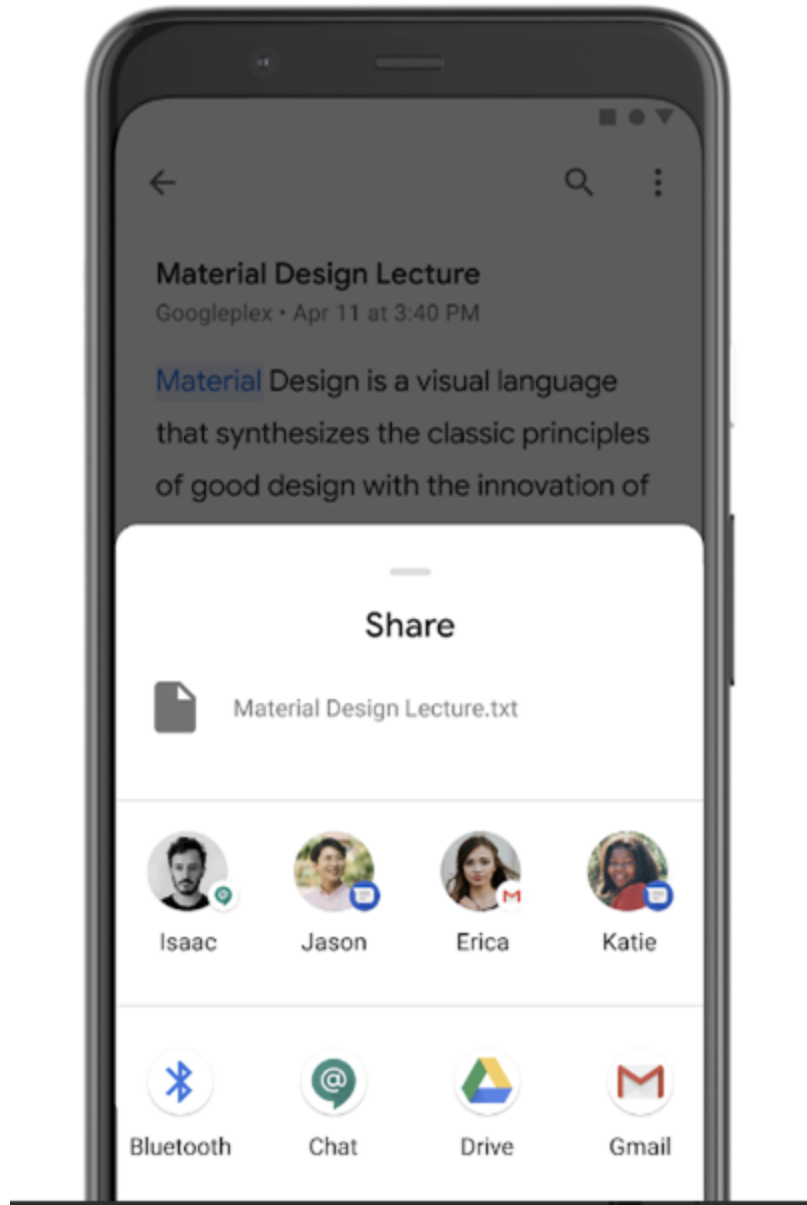 Material Design Lecture
Googleplex • Apr 11 at 3:40 PM
Material Design is a visual language
that synthesizes the classic principles
of good design with the innovation of
Share
Material Design Lecture.txt
Isaac Jason Erica Katie
Bluetooth Chat Drive Gmail